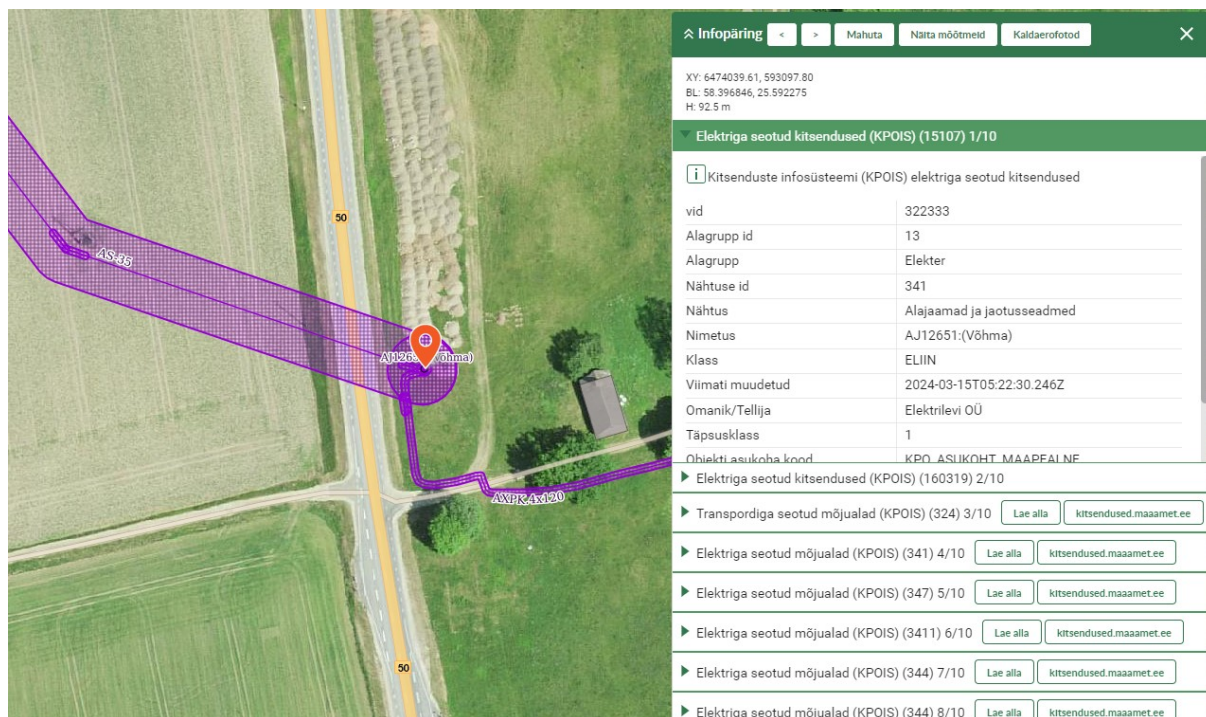 Infopäring < > Mahuta Näita mõõtmeid Kaldaerofotod
XY: 6474039.61, 593097.80
BL: 58.396846, 25.592275
H: 92.5 m
Elektriga seotud kitsendused (KPOIS) (15107) 1/10
i Kitsenduste infosüsteemi (KPOIS) elektriga seotud kitsendused
vid 322333
Alagrupp id 13
Alagrupp Elekter
Nähtuse id 341
Nähtus Alajaamad ja jaotusseadmed
Nimetus AJ12651:(Võhma)
Klass ELIIN
Viimati muudetud 2024-03-15T05:22:30.246Z
Omanik/Tellija Elektrilevi OÜ
Täpsusklass 1
Objekti asukoha kood KPO_ASUKOHT_MAAPEALNE
Elektriga seotud kitsendused (KPOIS) (160319) 2/10
Transpordiga seotud mõjualad (KPOIS) (324) 3/10 Lae alla kitsendused.maaamet.ee
Elektriga seotud mõjualad (KPOIS) (341) 4/10 Lae alla kitsendused.maaamet.ee
Elektriga seotud mõjualad (KPOIS) (347) 5/10 Lae alla kitsendused.maaamet.ee
Elektriga seotud mõjualad (KPOIS) (3411) 6/10 Lae alla kitsendused.maaamet.ee
Elektriga seotud mõjualad (KPOIS) (344) 7/10 Lae alla kitsendused.maaamet.ee
Elektriga seotud mõjualad (KPOIS) (344) 8/10 Lae alla kitsendused.maaamet.ee
50
AS-35
AXPK.4x120
50